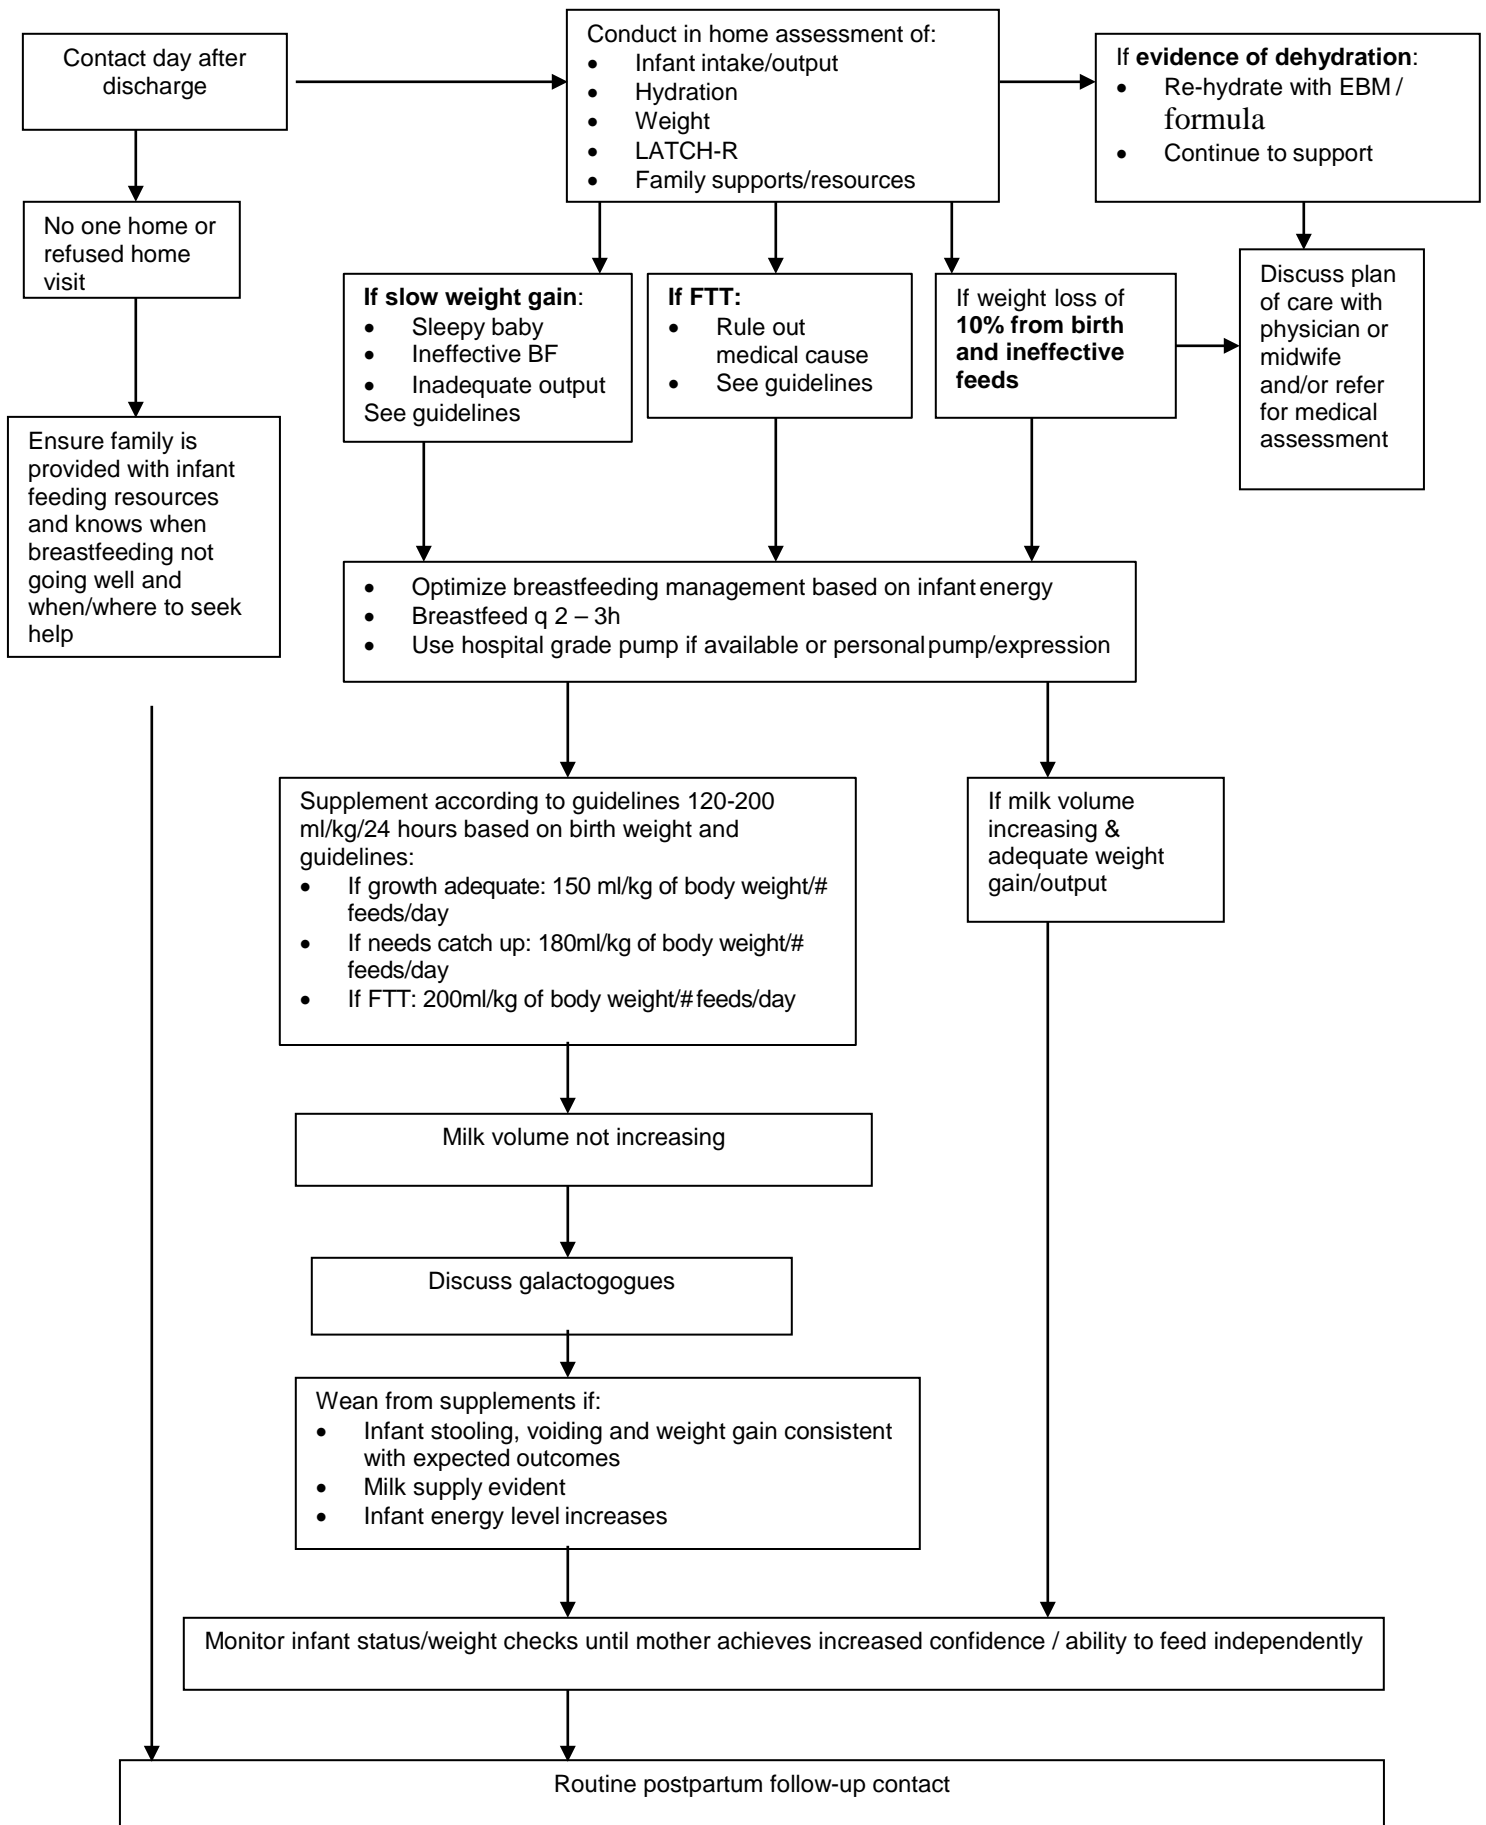 Contact day after
discharge
Conduct in home assessment of:
• Infant intake/output
• Hydration
• Weight
• LATCH-R
• Family supports/resources
If evidence of dehydration:
• Re-hydrate with EBM /
formula
• Continue to support
No one home or
refused home
visit
If slow weight gain:
• Sleepy baby
• Ineffective BF
• Inadequate output
See guidelines
If FTT:
• Rule out
medical cause
• See guidelines
If weight loss of
10% from birth
and ineffective
feeds
Discuss plan
of care with
physician or
midwife
and/or refer
for medical
assessment
Ensure family is
provided with infant
feeding resources
and knows when
breastfeeding not
going well and
when/where to seek
help
• Optimize breastfeeding management based on infant energy
• Breastfeed q 2 – 3h
• Use hospital grade pump if available or personal pump/expression
Supplement according to guidelines 120-200
ml/kg/24 hours based on birth weight and
guidelines:
• If growth adequate: 150 ml/kg of body weight/#
feeds/day
• If needs catch up: 180ml/kg of body weight/#
feeds/day
• If FTT: 200ml/kg of body weight/# feeds/day
If milk volume
increasing &
adequate weight
gain/output
Milk volume not increasing
Discuss galactogogues
Wean from supplements if:
• Infant stooling, voiding and weight gain consistent
with expected outcomes
• Milk supply evident
• Infant energy level increases
Monitor infant status/weight checks until mother achieves increased confidence / ability to feed independently
Routine postpartum follow-up contact